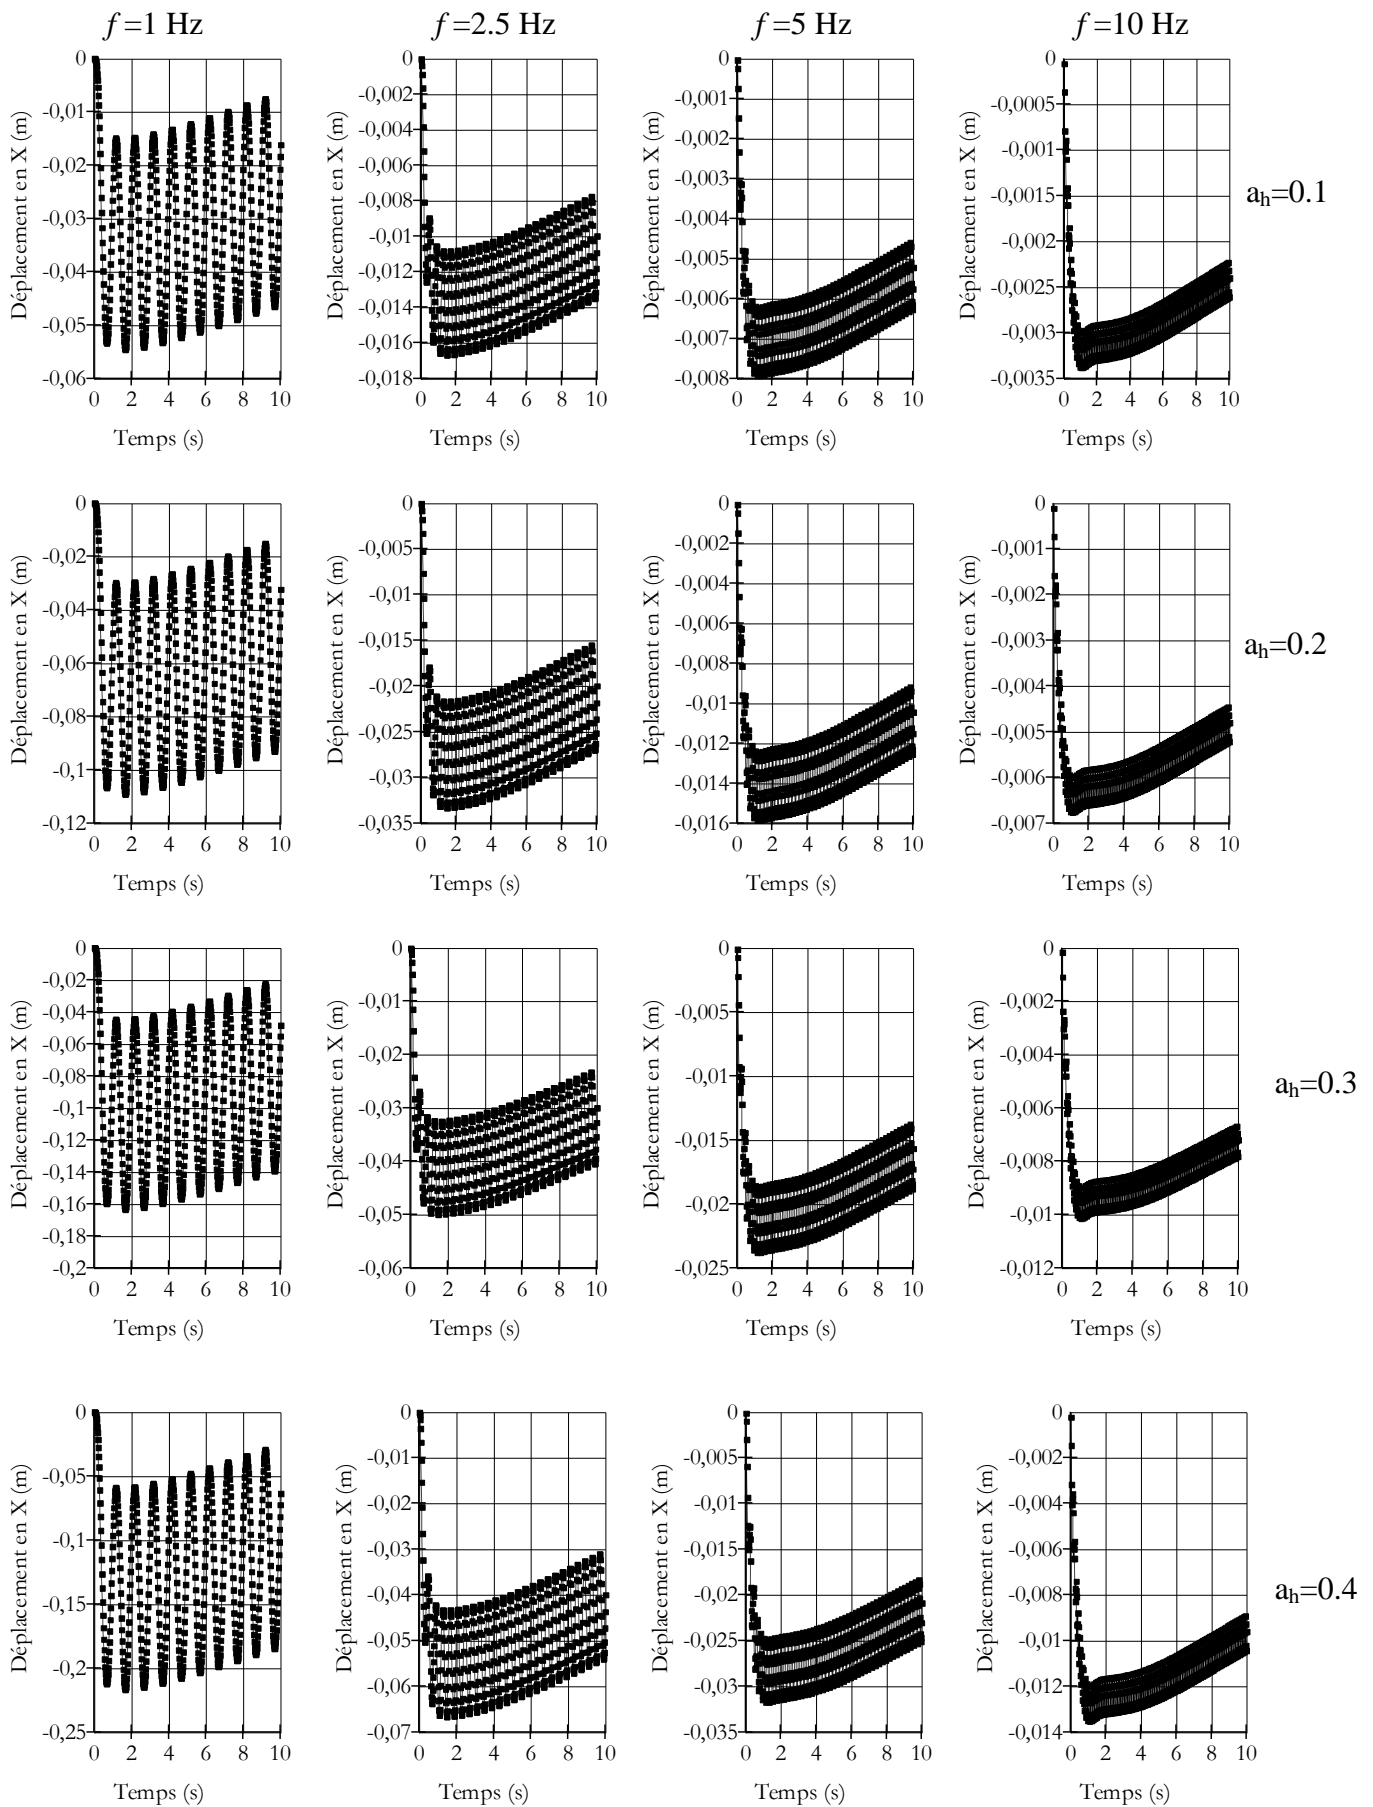 f =1 Hz f =2.5 Hz f =5 Hz f =10 Hz
Déplacement en X (m)
0
-0,01
-0,02
-0,03
-0,04
-0,05
-0,06
0 2 4 6 8 10
Temps (s)
Déplacement en X (m)
0
-0,002
-0,004
-0,006
-0,008
-0,01
-0,012
-0,014
-0,016
-0,018
0 2 4 6 8 10
Temps (s)
Déplacement en X (m)
0
-0,001
-0,002
-0,003
-0,004
-0,005
-0,006
-0,007
-0,008
0 2 4 6 8 10
Temps (s)
Déplacement en X (m)
0
-0,0005
-0,001
-0,0015
-0,002
-0,0025
-0,003
-0,0035
0 2 4 6 8 10
Temps (s)
ah=0.1
Déplacement en X (m)
0
-0,02
-0,04
-0,06
-0,08
-0,1
-0,12
0 2 4 6 8 10
Temps (s)
Déplacement en X (m)
0
-0,005
-0,01
-0,015
-0,02
-0,025
-0,03
-0,035
0 2 4 6 8 10
Temps (s)
Déplacement en X (m)
0
-0,002
-0,004
-0,006
-0,008
-0,01
-0,012
-0,014
-0,016
0 2 4 6 8 10
Temps (s)
Déplacement en X (m)
0
-0,001
-0,002
-0,003
-0,004
-0,005
-0,006
-0,007
0 2 4 6 8 10
Temps (s)
ah=0.2
Déplacement en X (m)
0
-0,02
-0,04
-0,06
-0,08
-0,1
-0,12
-0,14
-0,16
-0,18
-0,2
0 2 4 6 8 10
Temps (s)
Déplacement en X (m)
0
-0,01
-0,02
-0,03
-0,04
-0,05
-0,06
0 2 4 6 8 10
Temps (s)
Déplacement en X (m)
0
-0,005
-0,01
-0,015
-0,02
-0,025
0 2 4 6 8 10
Temps (s)
Déplacement en X (m)
0
-0,002
-0,004
-0,006
-0,008
-0,01
-0,012
0 2 4 6 8 10
Temps (s)
ah=0.3
Déplacement en X (m)
0
-0,05
-0,1
-0,15
-0,2
-0,25
0 2 4 6 8 10
Temps (s)
Déplacement en X (m)
0
-0,01
-0,02
-0,03
-0,04
-0,05
-0,06
-0,07
0 2 4 6 8 10
Temps (s)
Déplacement en X (m)
0
-0,005
-0,01
-0,015
-0,02
-0,025
-0,03
-0,035
0 2 4 6 8 10
Temps (s)
Déplacement en X (m)
0
-0,002
-0,004
-0,006
-0,008
-0,01
-0,012
-0,014
0 2 4 6 8 10
Temps (s)
ah=0.4